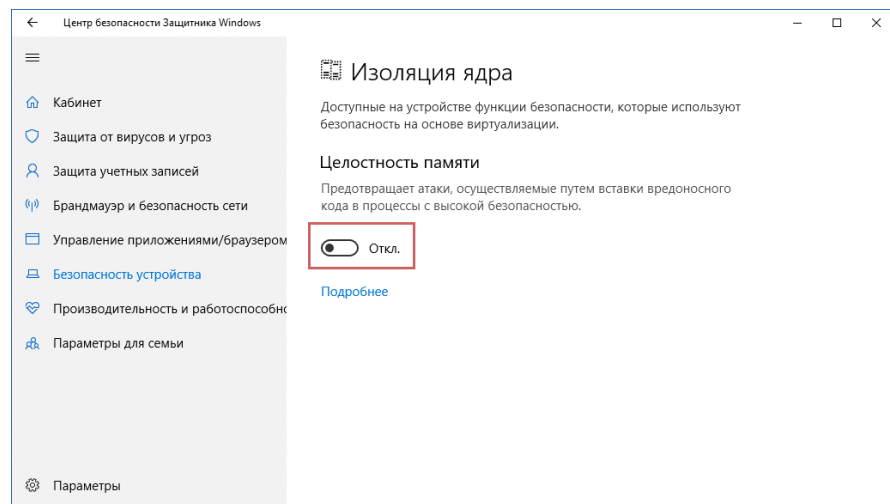 Центр безопасности Защитника Windows
Кабинет
Защита от вирусов и угроз
Защита учетных записей
Брандмауэр и безопасность сети
Управление приложениями/браузером
Безопасность устройства
Производительность и работоспособно
Параметры для семьи
Параметры
Изоляция ядра
Доступные на устройстве функции безопасности, которые используют
безопасность на основе виртуализации.
Целостность памяти
Предотвращает атаки, осуществляемые путем вставки вредоносного
кода в процессы с высокой безопасностью.
Откл.
Подробнее